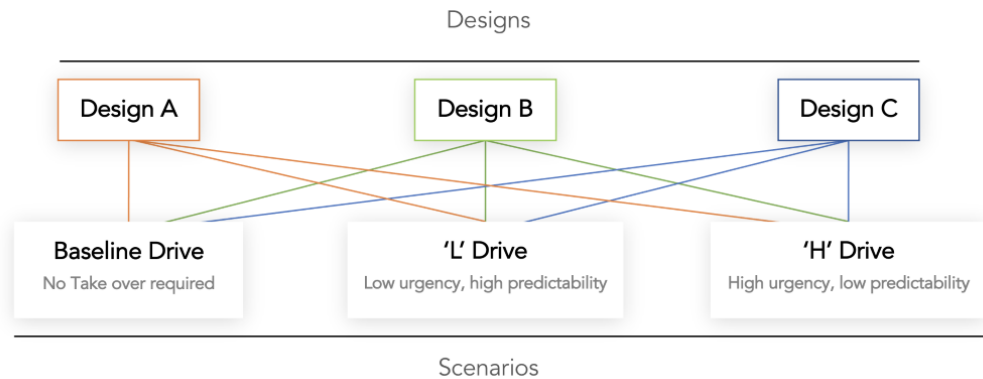 Designs
Design A
Design B
Design C
Baseline Drive
No Take over required
‘L’ Drive
Low urgency, high predictability
‘H’ Drive
High urgency, low predictability
Scenarios